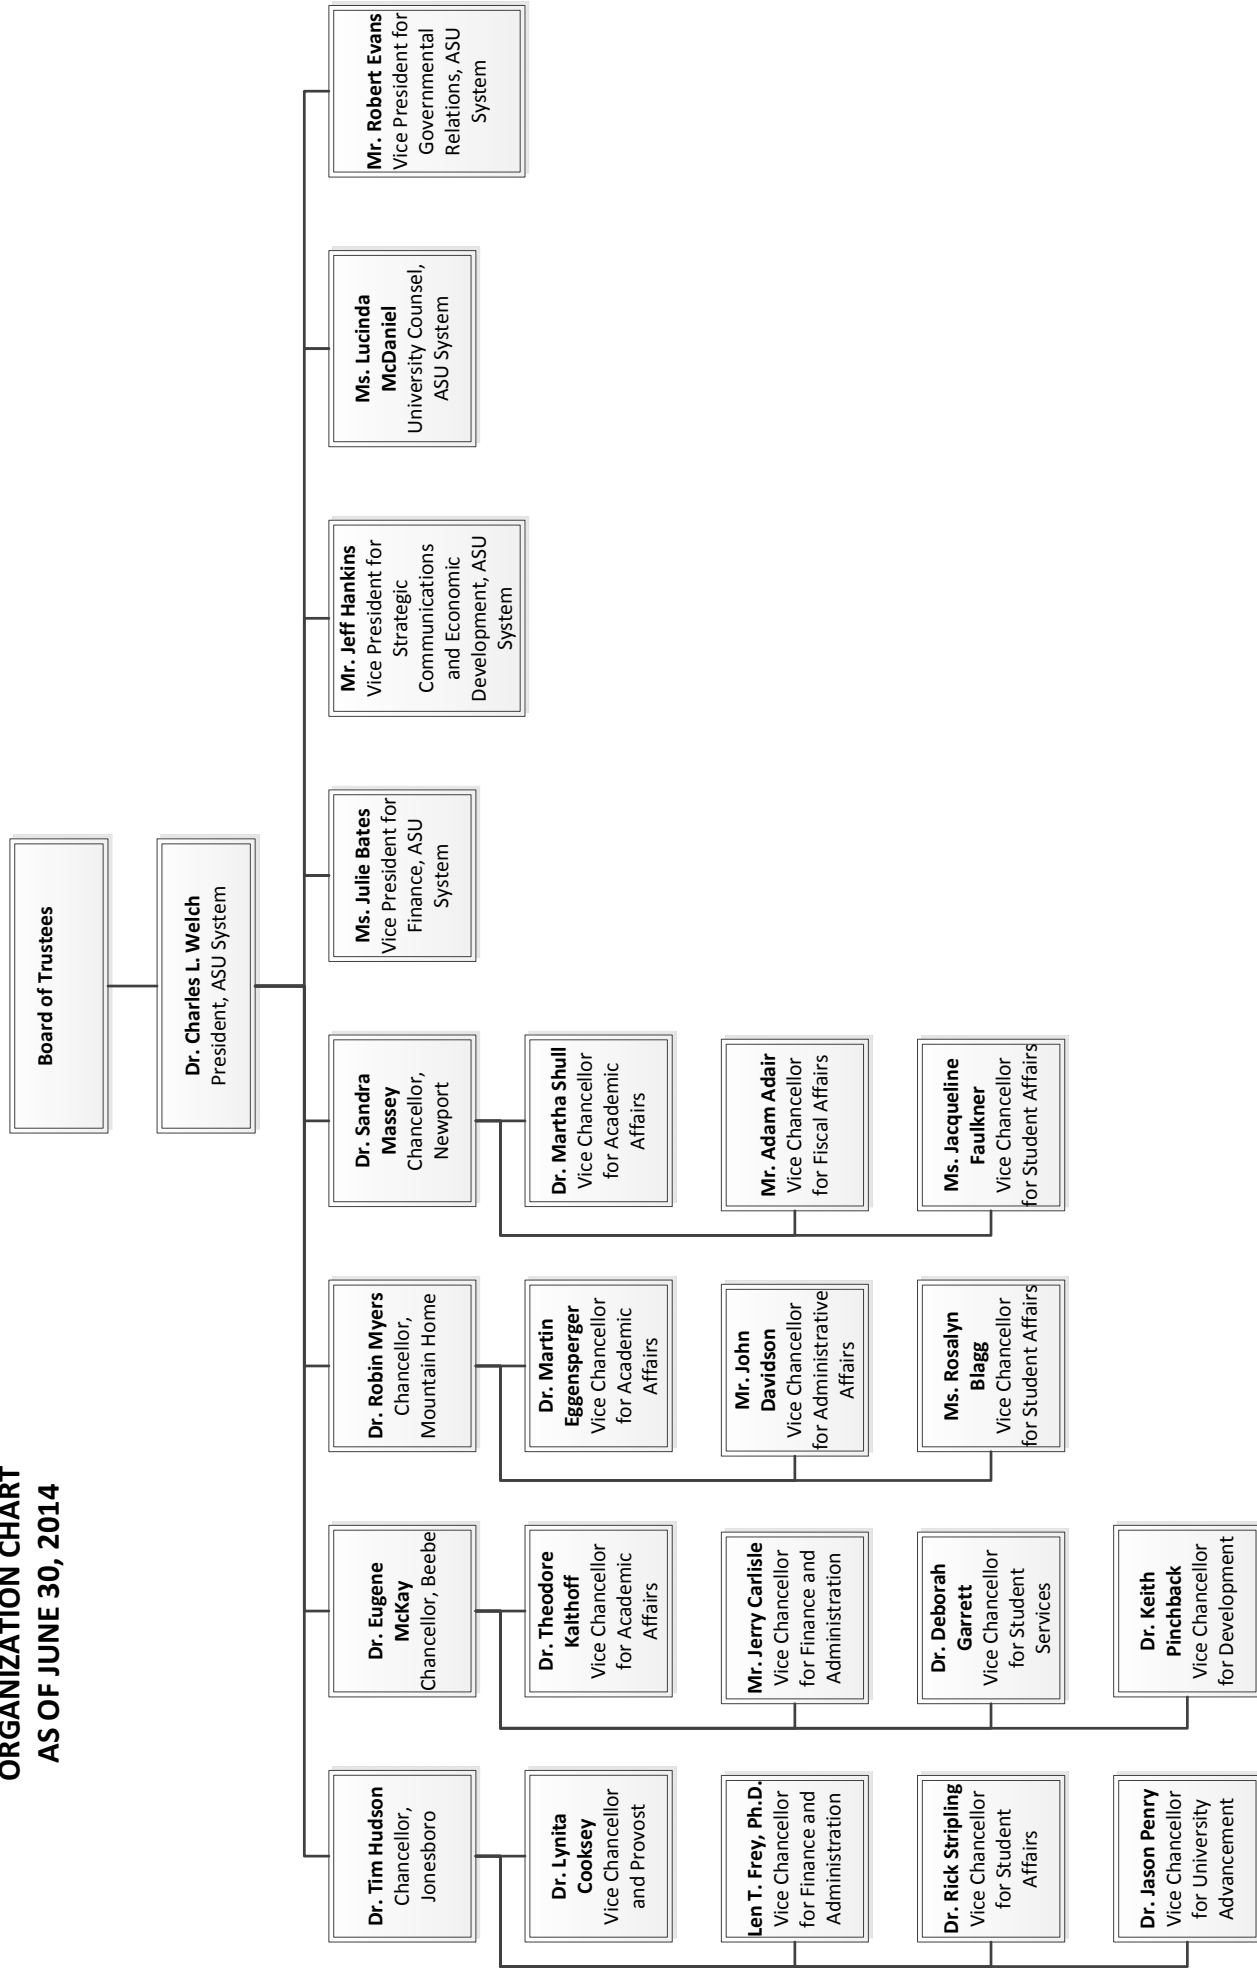 ORGANIZATION CHART
AS OF JUNE 30, 2014
Board of Trustees
Dr. Charles L. Welch
President, ASU System
Dr. Tim Hudson
Chancellor,
Jonesboro
Dr. Eugene
McKay
Chancellor, Beebe
Dr. Robin Myers
Chancellor,
Mountain Home
Dr. Sandra
Massey
Chancellor,
Newport
Ms. Julie Bates
Vice President for
Finance, ASU
System
Mr. Jeff Hankins
Vice President for
Strategic
Communications
and Economic
Development, ASU
System
Ms. Lucinda
McDaniel
University Counsel,
ASU System
Mr. Robert Evans
Vice President for
Governmental
Relations, ASU
System
Dr. Lynita
Cooksey
Vice Chancellor
and Provost
Dr. Theodore
Kalthoff
Vice Chancellor
for Academic
Affairs
Dr. Martin
Eggensperger
Vice Chancellor
for Academic
Affairs
Dr. Martha Shull
Vice Chancellor
for Academic
Affairs
Len T. Frey, Ph.D.
Vice Chancellor
for Finance and
Administration
Mr. Jerry Carlisle
Vice Chancellor
for Finance and
Administration
Mr. John
Davidson
Vice Chancellor
for Administrative
Affairs
Mr. Adam Adair
Vice Chancellor
for Fiscal Affairs
Dr. Rick Stripling
Vice Chancellor
for Student
Affairs
Dr. Deborah
Garrett
Vice Chancellor
for Student
Services
Ms. Rosalyn
Blagg
Vice Chancellor
for Student Affairs
Ms. Jacqueline
Faulkner
Vice Chancellor
for Student Affairs
Dr. Jason Penry
Vice Chancellor
for University
Advancement
Dr. Keith
Pinchback
Vice Chancellor
for Development